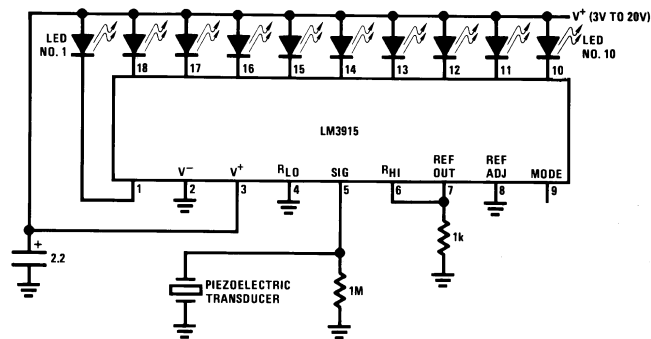 V+ (3V TO 20V)
LED
NO. 1
LED
NO. 10
18 17 16 15 14 13 12 11 10
LM3915
V− V+ RLO SIG RHI REF OUT REF ADJ MODE
1 2 3 4 5 6 7 8 9
+
2.2
1k
PIEZOELECTRIC
TRANSDUCER
1M